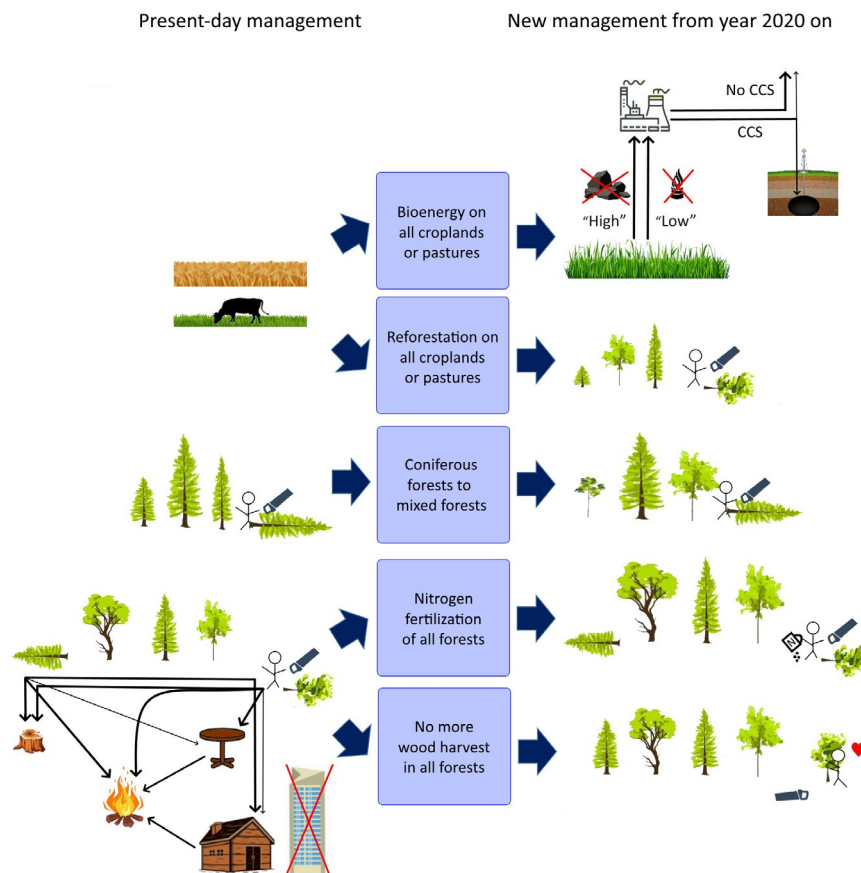 Present-day management
New management from year 2020 on
No CCS
CCS
"High"
"Low"
Bioenergy on
all croplands
or pastures
Reforestation on
all croplands
or pastures
Coniferous
forests to
mixed forests
Nitrogen
fertilization
of all forests
N
No more
wood harvest
in all forests